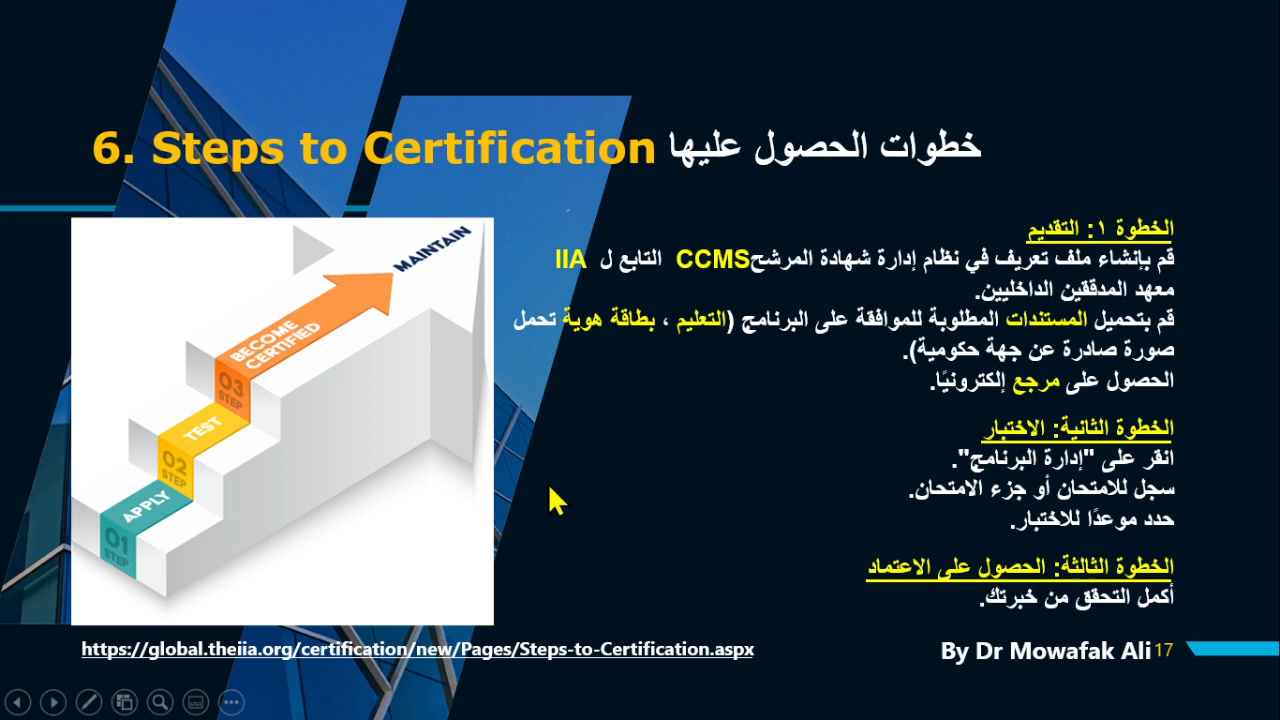 6. Steps to Certification خطوات الحصول عليها
الخطوة ١: التقديم
قم بإنشاء ملف تعريف في نظام إدارة شهادة المرشحCCMS التابع ل IIA
معهد المدققين الداخليين.
قم بتحميل المستندات المطلوبة للموافقة على البرنامج (التعليم ، بطاقة هوية تحمل
صورة صادرة عن جهة حكومية).
الحصول على مرجع إلكترونيًا.
الخطوة الثانية: الاختبار
انقر على "إدارة البرنامج".
سجل للامتحان أو جزء الامتحان.
حدد موعدًا للاختبار.
الخطوة الثالثة: الحصول على الاعتماد
أكمل التحقق من خبرتك.
MAINTAIN
BECOME
CERTIFIED
03
STEP
TEST
02
STEP
APPLY
01
STEP
https://global.theiia.org/certification/new/Pages/Steps-to-Certification.aspx
By Dr Mowafak Ali 17